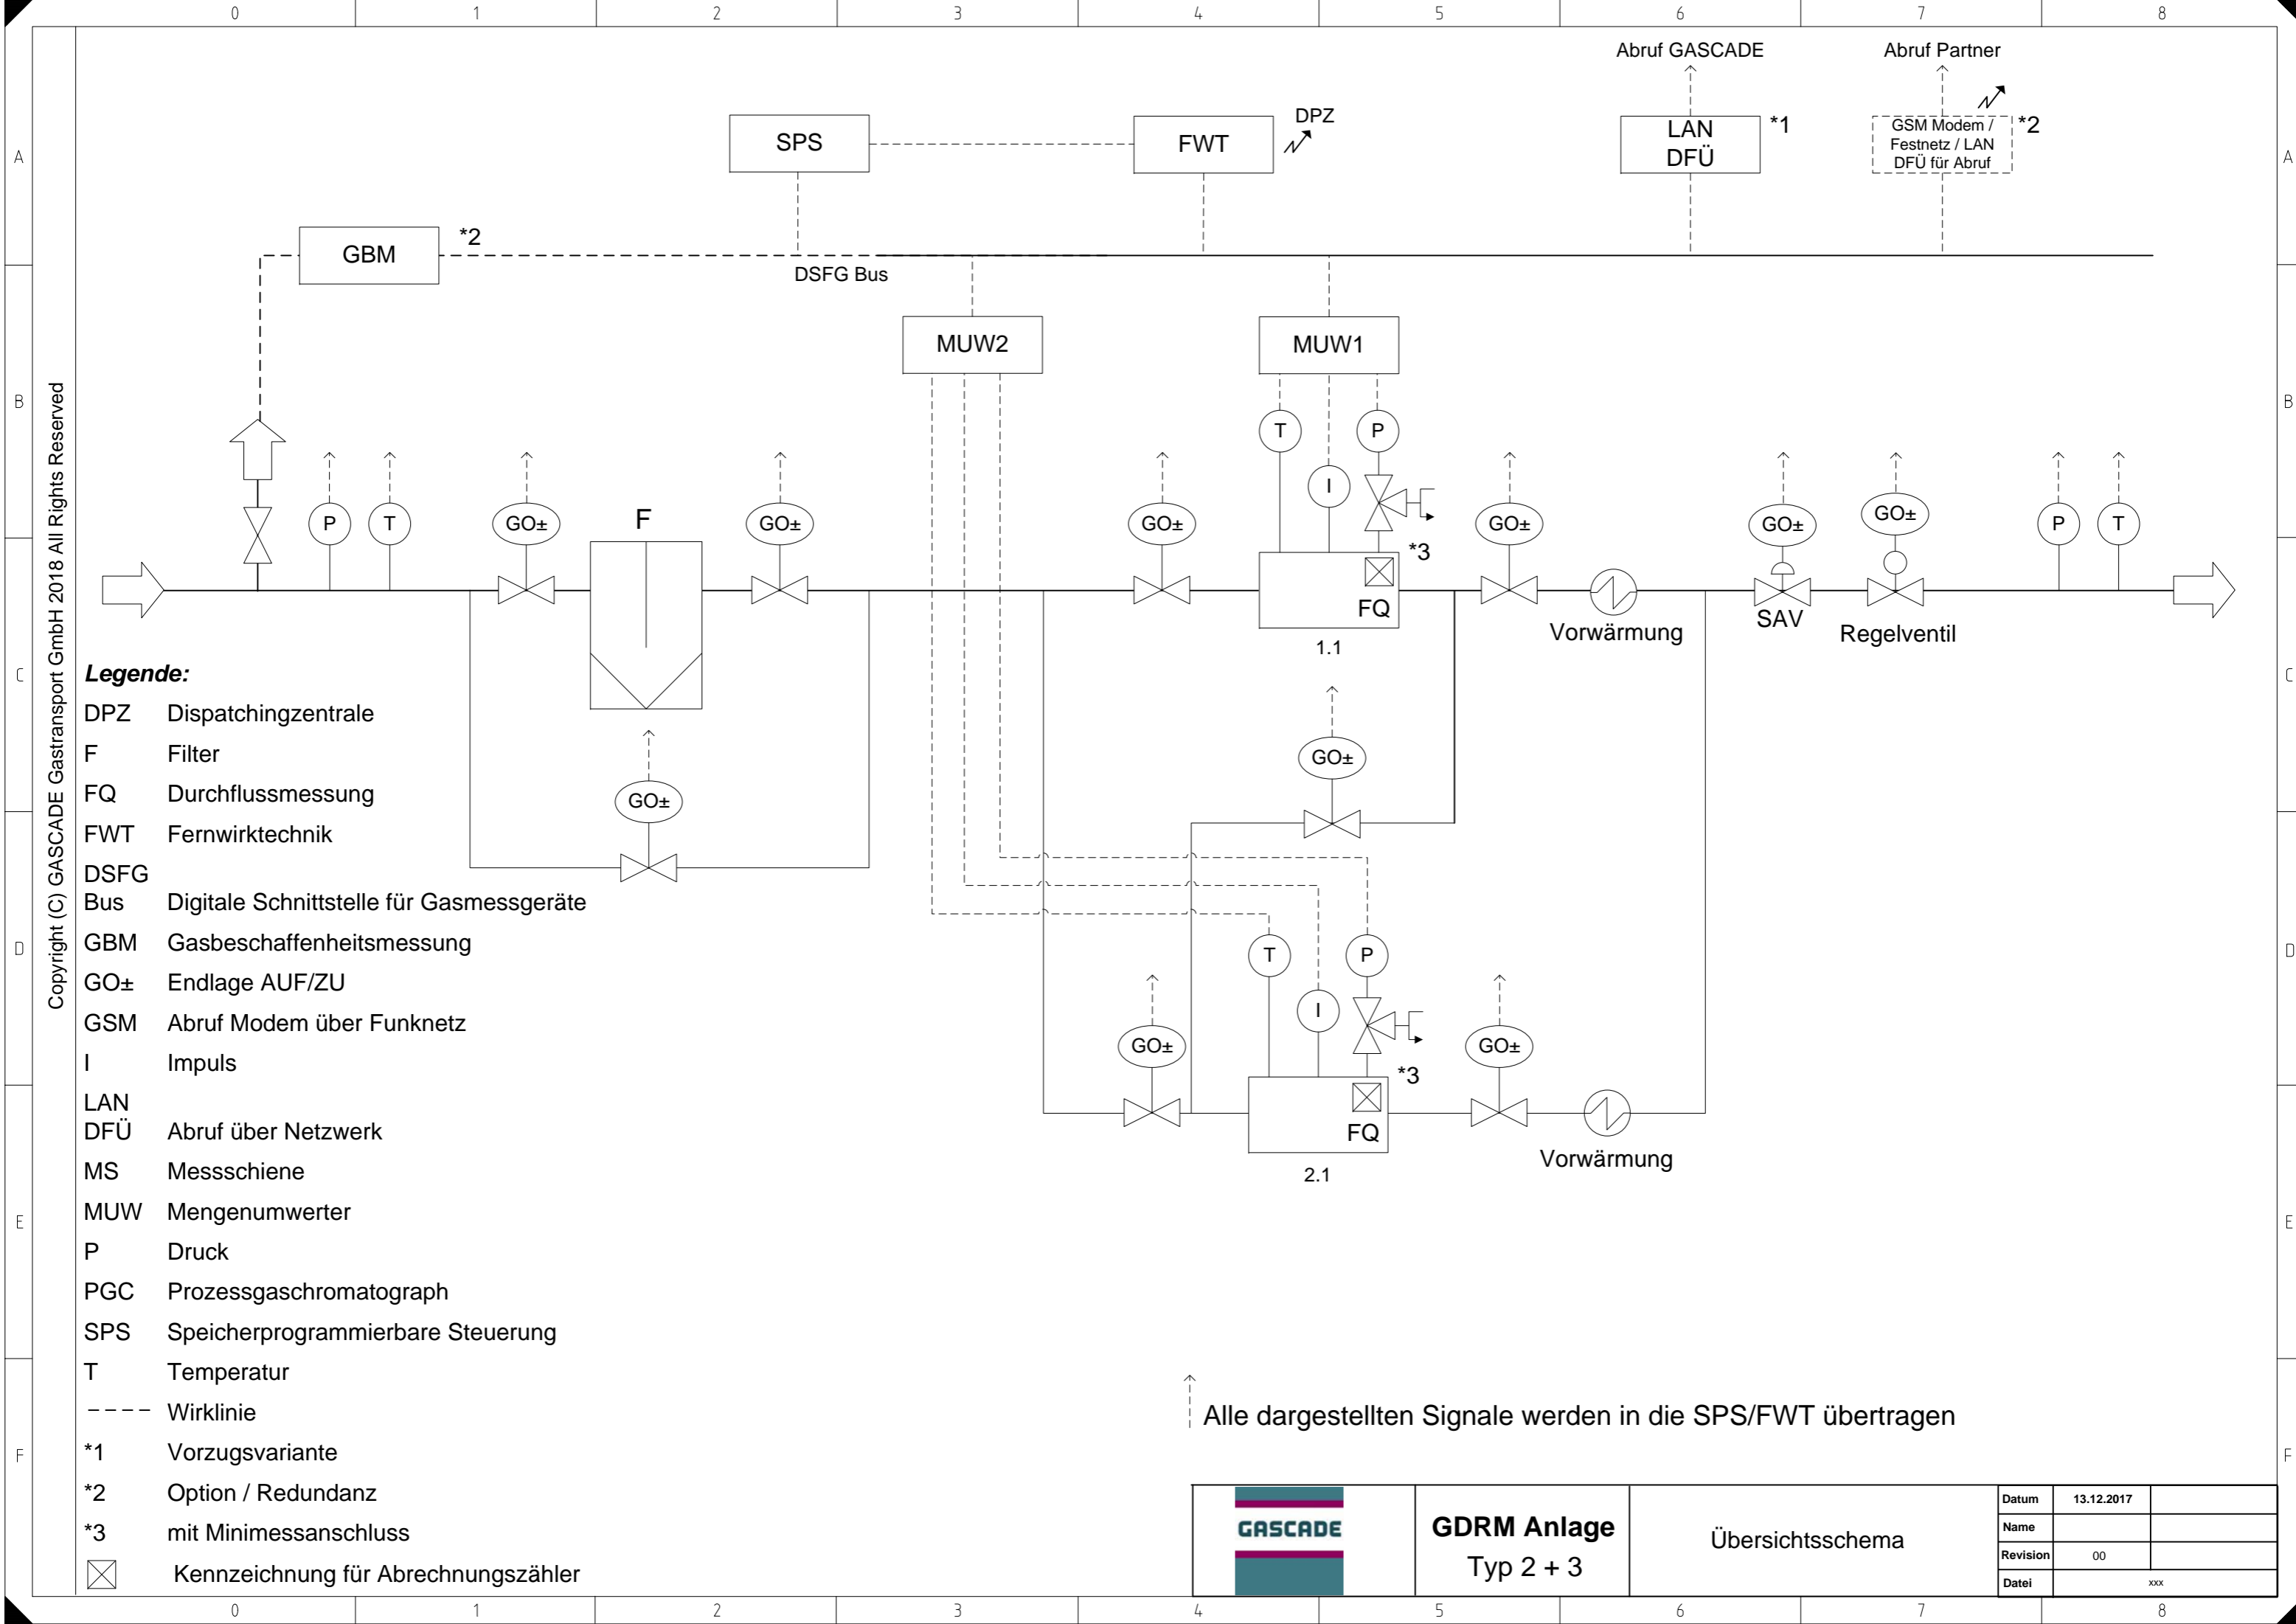 0 1 2 3 4 5 6 7 8
Abruf GASCADE
Abruf Partner
SPS
FWT
DPZ
LAN
DFÜ
*1
GSM Modem /
Festnetz / LAN
DFÜ für Abruf
*2
A
A
GBM
*2
DSFG Bus
MUW2
MUW1
B
B
T
P
I
P
T
GO±
F
GO±
GO±
GO±
GO±
GO±
P
T
*3
FQ
1.1
Vorwärmung
SAV
Regelventil
C
C
GO±
GO±
D
D
T
P
I
GO±
GO±
*3
FQ
2.1
Vorwärmung
E
E
Copyright (C) GASCADE Gastransport GmbH 2018 All Rights Reserved
Legende:
DPZ Dispatchingzentrale
F Filter
FQ Durchflussmessung
FWT Fernwirktechnik
DSFG
Bus Digitale Schnittstelle für Gasmessgeräte
GBM Gasbeschaffenheitsmessung
GO± Endlage AUF/ZU
GSM Abruf Modem über Funknetz
I Impuls
LAN
DFÜ Abruf über Netzwerk
MS Messschiene
MUW Mengenumwerter
P Druck
PGC Prozessgaschromatograph
SPS Speicherprogrammierbare Steuerung
T Temperatur
Wirklinie
*1 Vorzugsvariante
*2 Option / Redundanz
*3 mit Minimessanschluss
Kennzeichnung für Abrechnungszähler
Alle dargestellten Signale werden in die SPS/FWT übertragen
F
F
GASCADE
GDRM Anlage
Typ 2 + 3
Übersichtsschema
Datum 13.12.2017
Name
Revision 00
Datei xxx
0 1 2 3 4 5 6 7 8